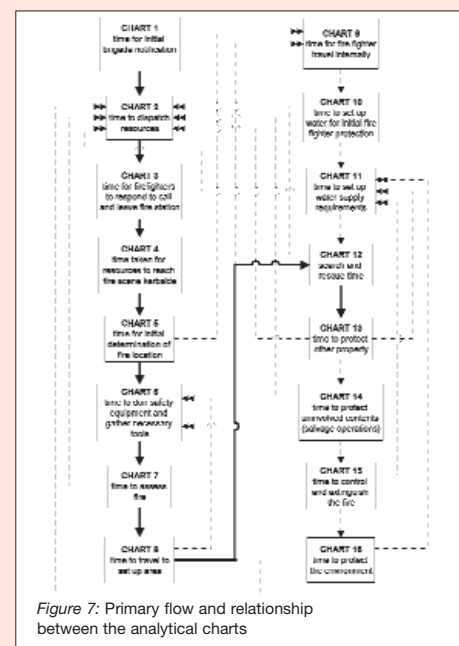 CHART 1
time for initial
brigade notification
CHART 2
time to dispatch
resources
CHART 3
time for firefighters
to respond to call
and leave fire station
CHART 4
time taken for
resources to reach
fire scene kerbside
CHART 5
time for initial
determination of
fire location
CHART 6
time to don safety
equipment and
gather necessary
tools
CHART 7
time to assess
fire
CHART 8
time to travel to
set up area
CHART 9
time for fire fighter
travel internally
CHART 10
time to set up
water for initial fire
fighter protection
CHART 11
time to set up
water supply
requirements
CHART 12
search and
rescue time
CHART 13
time to protect
other property
CHART 14
time to protect
uninvolved contents
(salvage operations)
CHART 15
time to control
and extinguish
the fire
CHART 16
time to protect
the environment
Figure 7: Primary flow and relationship
between the analytical charts